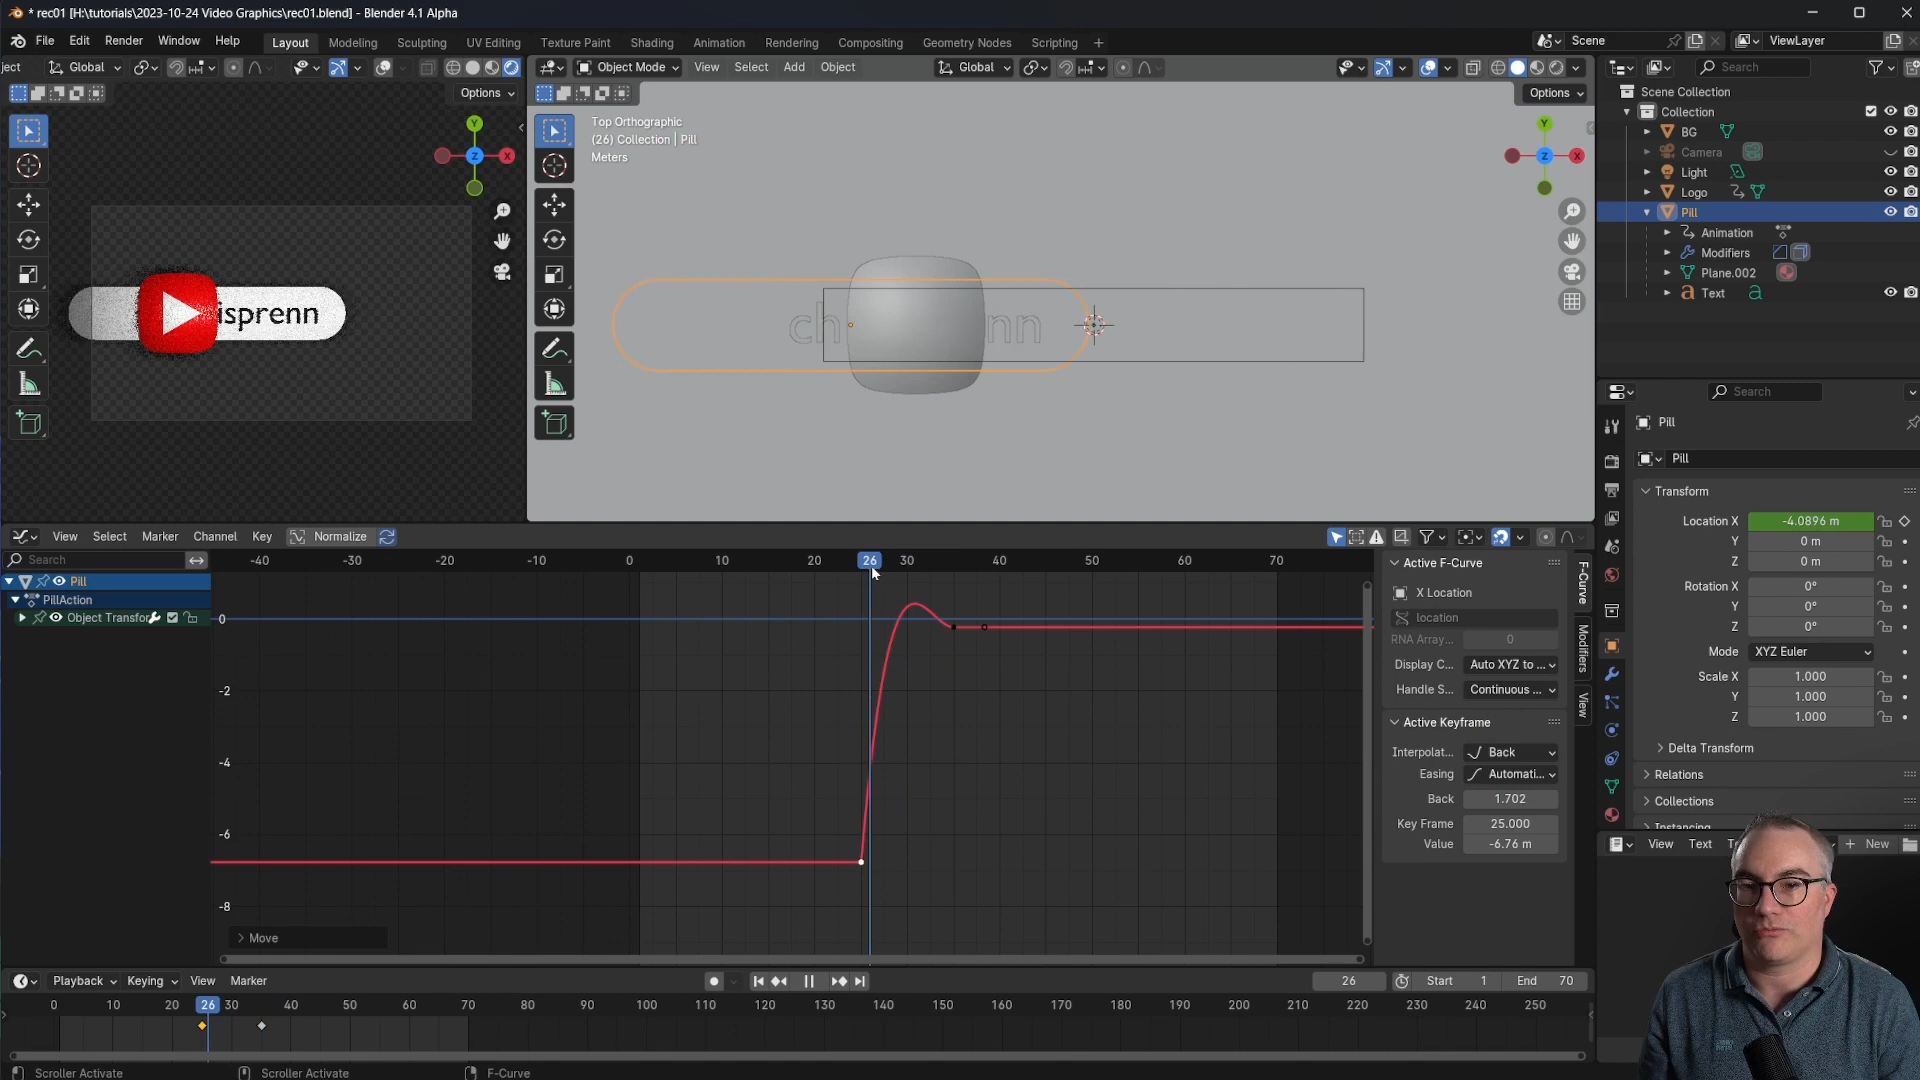 * rec01 [H:\tutorials\2023-10-24 Video Graphics\rec01.blend] - Blender 4.1 Alpha
File Edit Render Window Help Layout Modeling Sculpting UV Editing Texture Paint Shading Animation Rendering Compositing Geometry Nodes Scripting + Scene ViewLayer
ject Global Object Mode View Select Add Object Global Search
Options Options
Scene Collection
Collection
BG
Camera
Light
Logo
Pill
Animation
Modifiers
Plane.002
Text
Y Z X
Top Orthographic
(26) Collection | Pill
Meters
Y Z X
isprenn
ch nn
Search
Pill
Pill
Transform
Location X -4.0896 m
Y 0 m
Z 0 m
Rotation X 0°
Y 0°
Z 0°
Mode XYZ Euler
Scale X 1.000
Y 1.000
Z 1.000
Delta Transform
Relations
Collections
Instancing
View Text New
View Select Marker Channel Key Normalize
Search
-40 -30 -20 -10 0 10 20 26 30 40 50 60 70
Pill
PillAction
Object Transfor
0
-2
-4
-6
-8
Move
Active F-Curve
X Location
location
RNA Array... 0
Display C... Auto XYZ to ...
Handle S... Continuous ...
Active Keyframe
Interpolat... Back
Easing Automati...
Back 1.702
Key Frame 25.000
Value -6.76 m
F-Curve
Modifiers
View
Playback Keying View Marker 26 Start 1 End 70
0 10 20 26 30 40 50 60 70 80 90 100 110 120 130 140 150 160 170 180 190 200 210 220 230 240 250
Scroller Activate Scroller Activate F-Curve